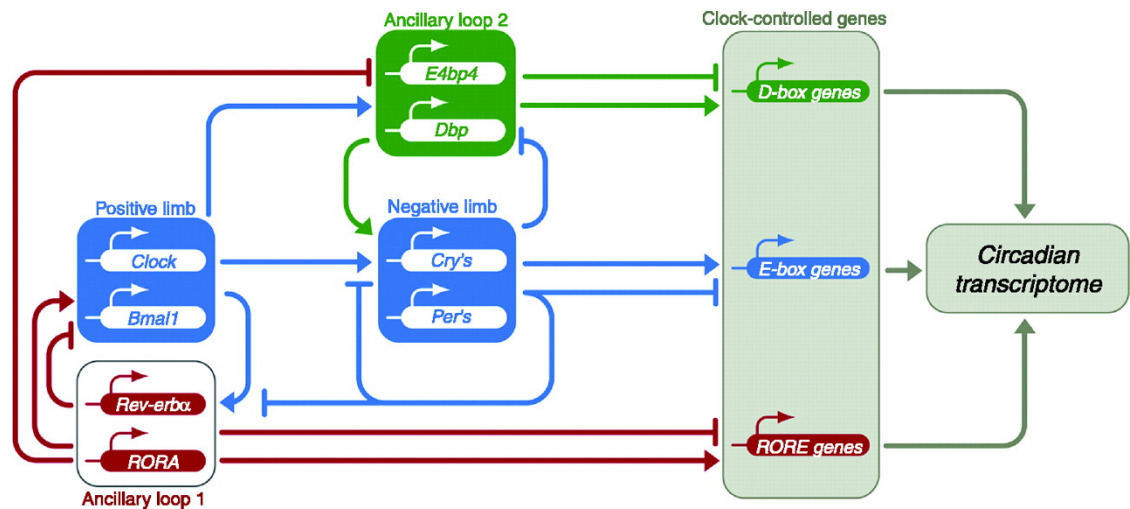 Ancillary loop 2
Clock-controlled genes
E4bp4
Dbp
D-box genes
Positive limb
Negative limb
Clock
Bmal1
Cry's
Per's
E-box genes
Circadian
transcriptome
Rev-erbα
RORA
RORE genes
Ancillary loop 1